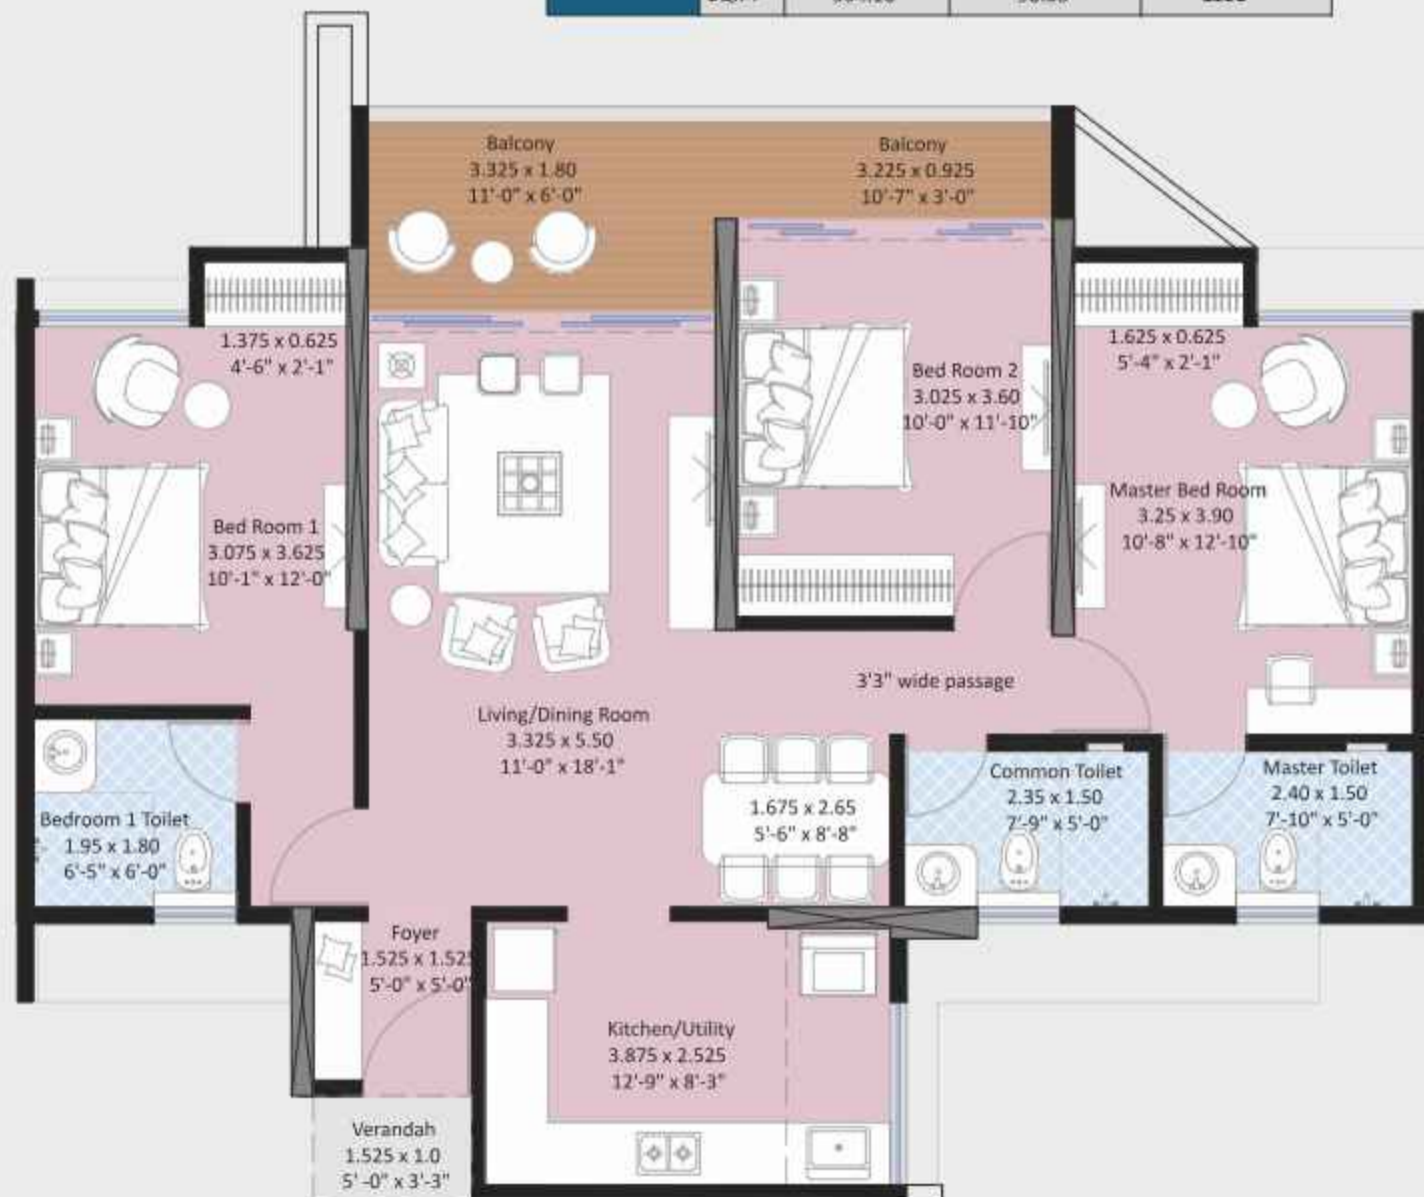 Balcony
3.325 x 1.80
11'-0" x 6'-0"
Balcony
3.225 x 0.925
10'-7" x 3'-0"
1.375 x 0.625
4'-6" x 2'-1"
1.625 x 0.625
5'-4" x 2'-1"
Bed Room 2
3.025 x 3.60
10'-0" x 11'-10"
Master Bed Room
3.25 x 3.90
10'-8" x 12'-10"
Bed Room 1
3.075 x 3.625
10'-1" x 12'-0"
3'3" wide passage
Living/Dining Room
3.325 x 5.50
11'-0" x 18'-1"
Common Toilet
2.35 x 1.50
7'-9" x 5'-0"
Master Toilet
2.40 x 1.50
7'-10" x 5'-0"
1.675 x 2.65
5'-6" x 8'-8"
Bedroom 1 Toilet
1.95 x 1.80
6'-5" x 6'-0"
Foyer
1.525 x 1.525
5'-0" x 5'-0"
Kitchen/Utility
3.875 x 2.525
12'-9" x 8'-3"
Verandah
1.525 x 1.0
5' -0" x 3'-3"